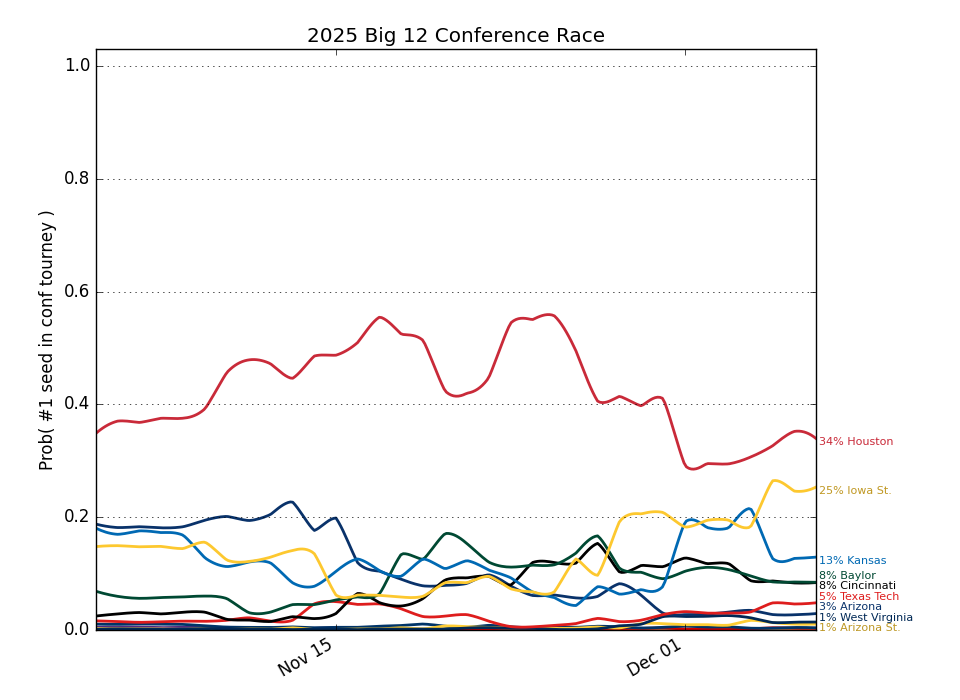 2025 Big 12 Conference Race
Prob( #1 seed in conf tourney )
1.0
0.8
0.6
0.4
0.2
0.0
Nov 15
Dec 01
34% Houston
25% Iowa St.
13% Kansas
8% Baylor
8% Cincinnati
5% Texas Tech
3% Arizona
1% West Virginia
1% Arizona St.